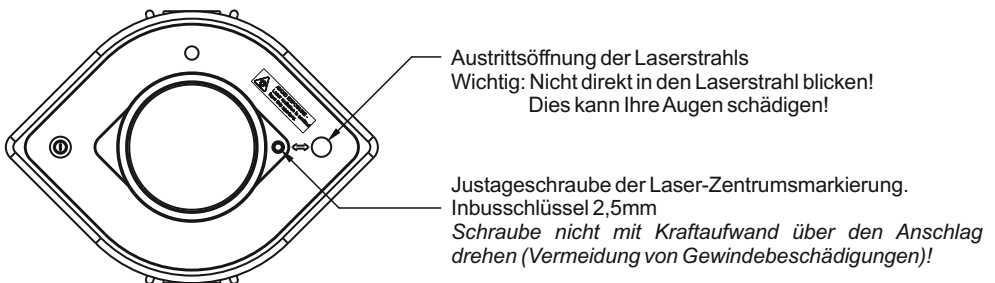 Austrittsöffnung der Laserstrahls
Wichtig: Nicht direkt in den Laserstrahl blicken!
Dies kann Ihre Augen schädigen!
Justageschraube der Laser-Zentrumsmarkierung.
Inbusschlüssel 2,5mm
Schraube nicht mit Kraftaufwand über den Anschlag
drehen (Vermeidung von Gewindebeschädigungen)!